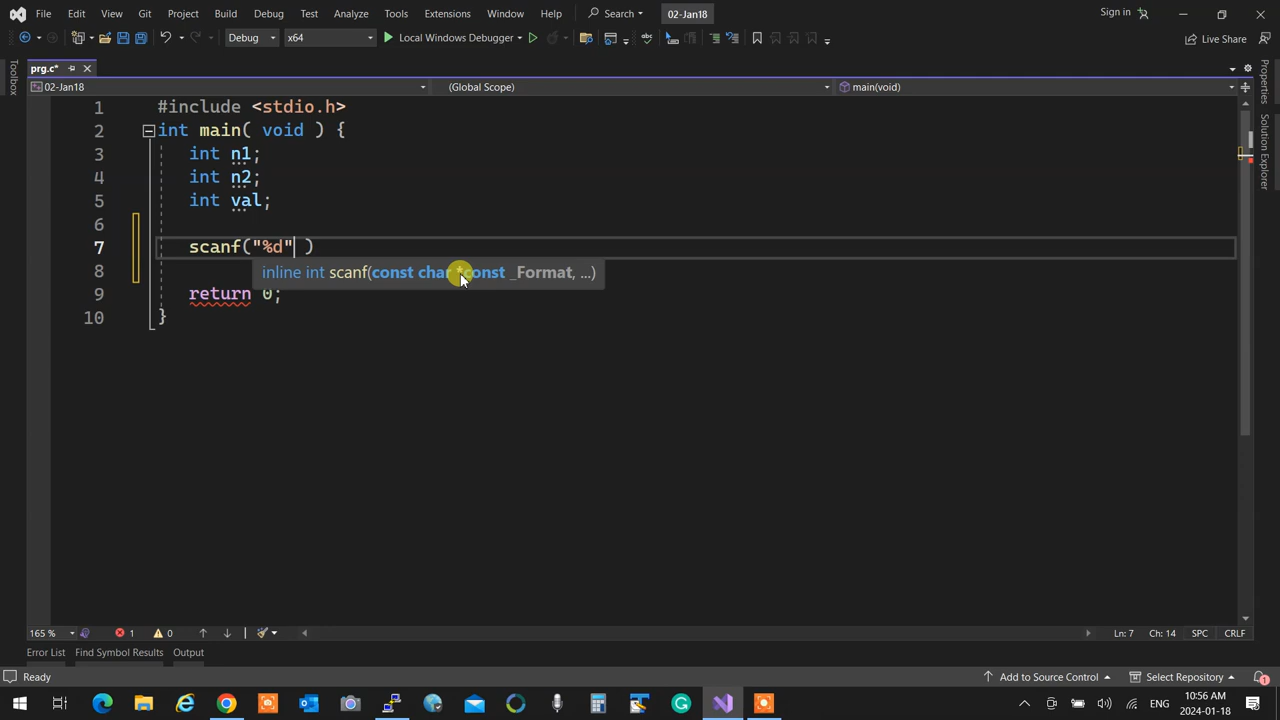 File Edit View Git Project Build Debug Test Analyze Tools Extensions Window Help Search 02-Jan18 Sign in
Debug x64 Local Windows Debugger Live Share
prg.c*
02-Jan18 (Global Scope) main(void)
Toolbox
Properties
Solution Explorer
1 #include <stdio.h>
2 int main( void ) {
3 int n1;
4 int n2;
5 int val;
6
7 scanf("%d" )
8 inline int scanf(const char *const _Format, ...)
9 return 0;
10 }
165 % 1 0 Ln: 7 Ch: 14 SPC CRLF
Error List Find Symbol Results Output
Ready Add to Source Control Select Repository 1
ENG 10:56 AM
2024-01-18